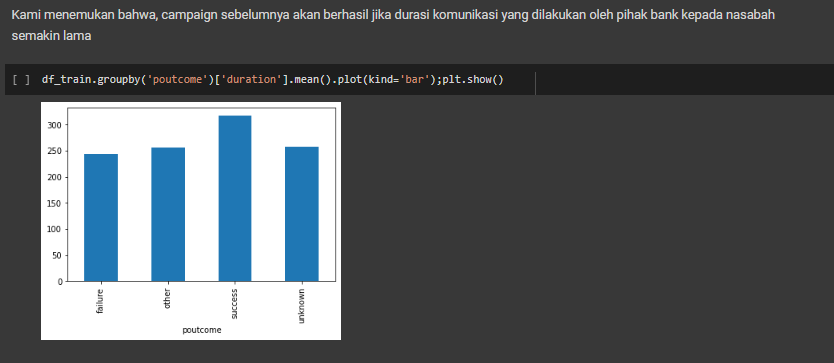 Kami menemukan bahwa, campaign sebelumnya akan berhasil jika durasi komunikasi yang dilakukan oleh pihak bank kepada nasabah
semakin lama
[ ] df_train.groupby('poutcome')['duration'].mean().plot(kind='bar');plt.show()
300
250
200
150
100
50
0
failure
other
success
unknown
poutcome